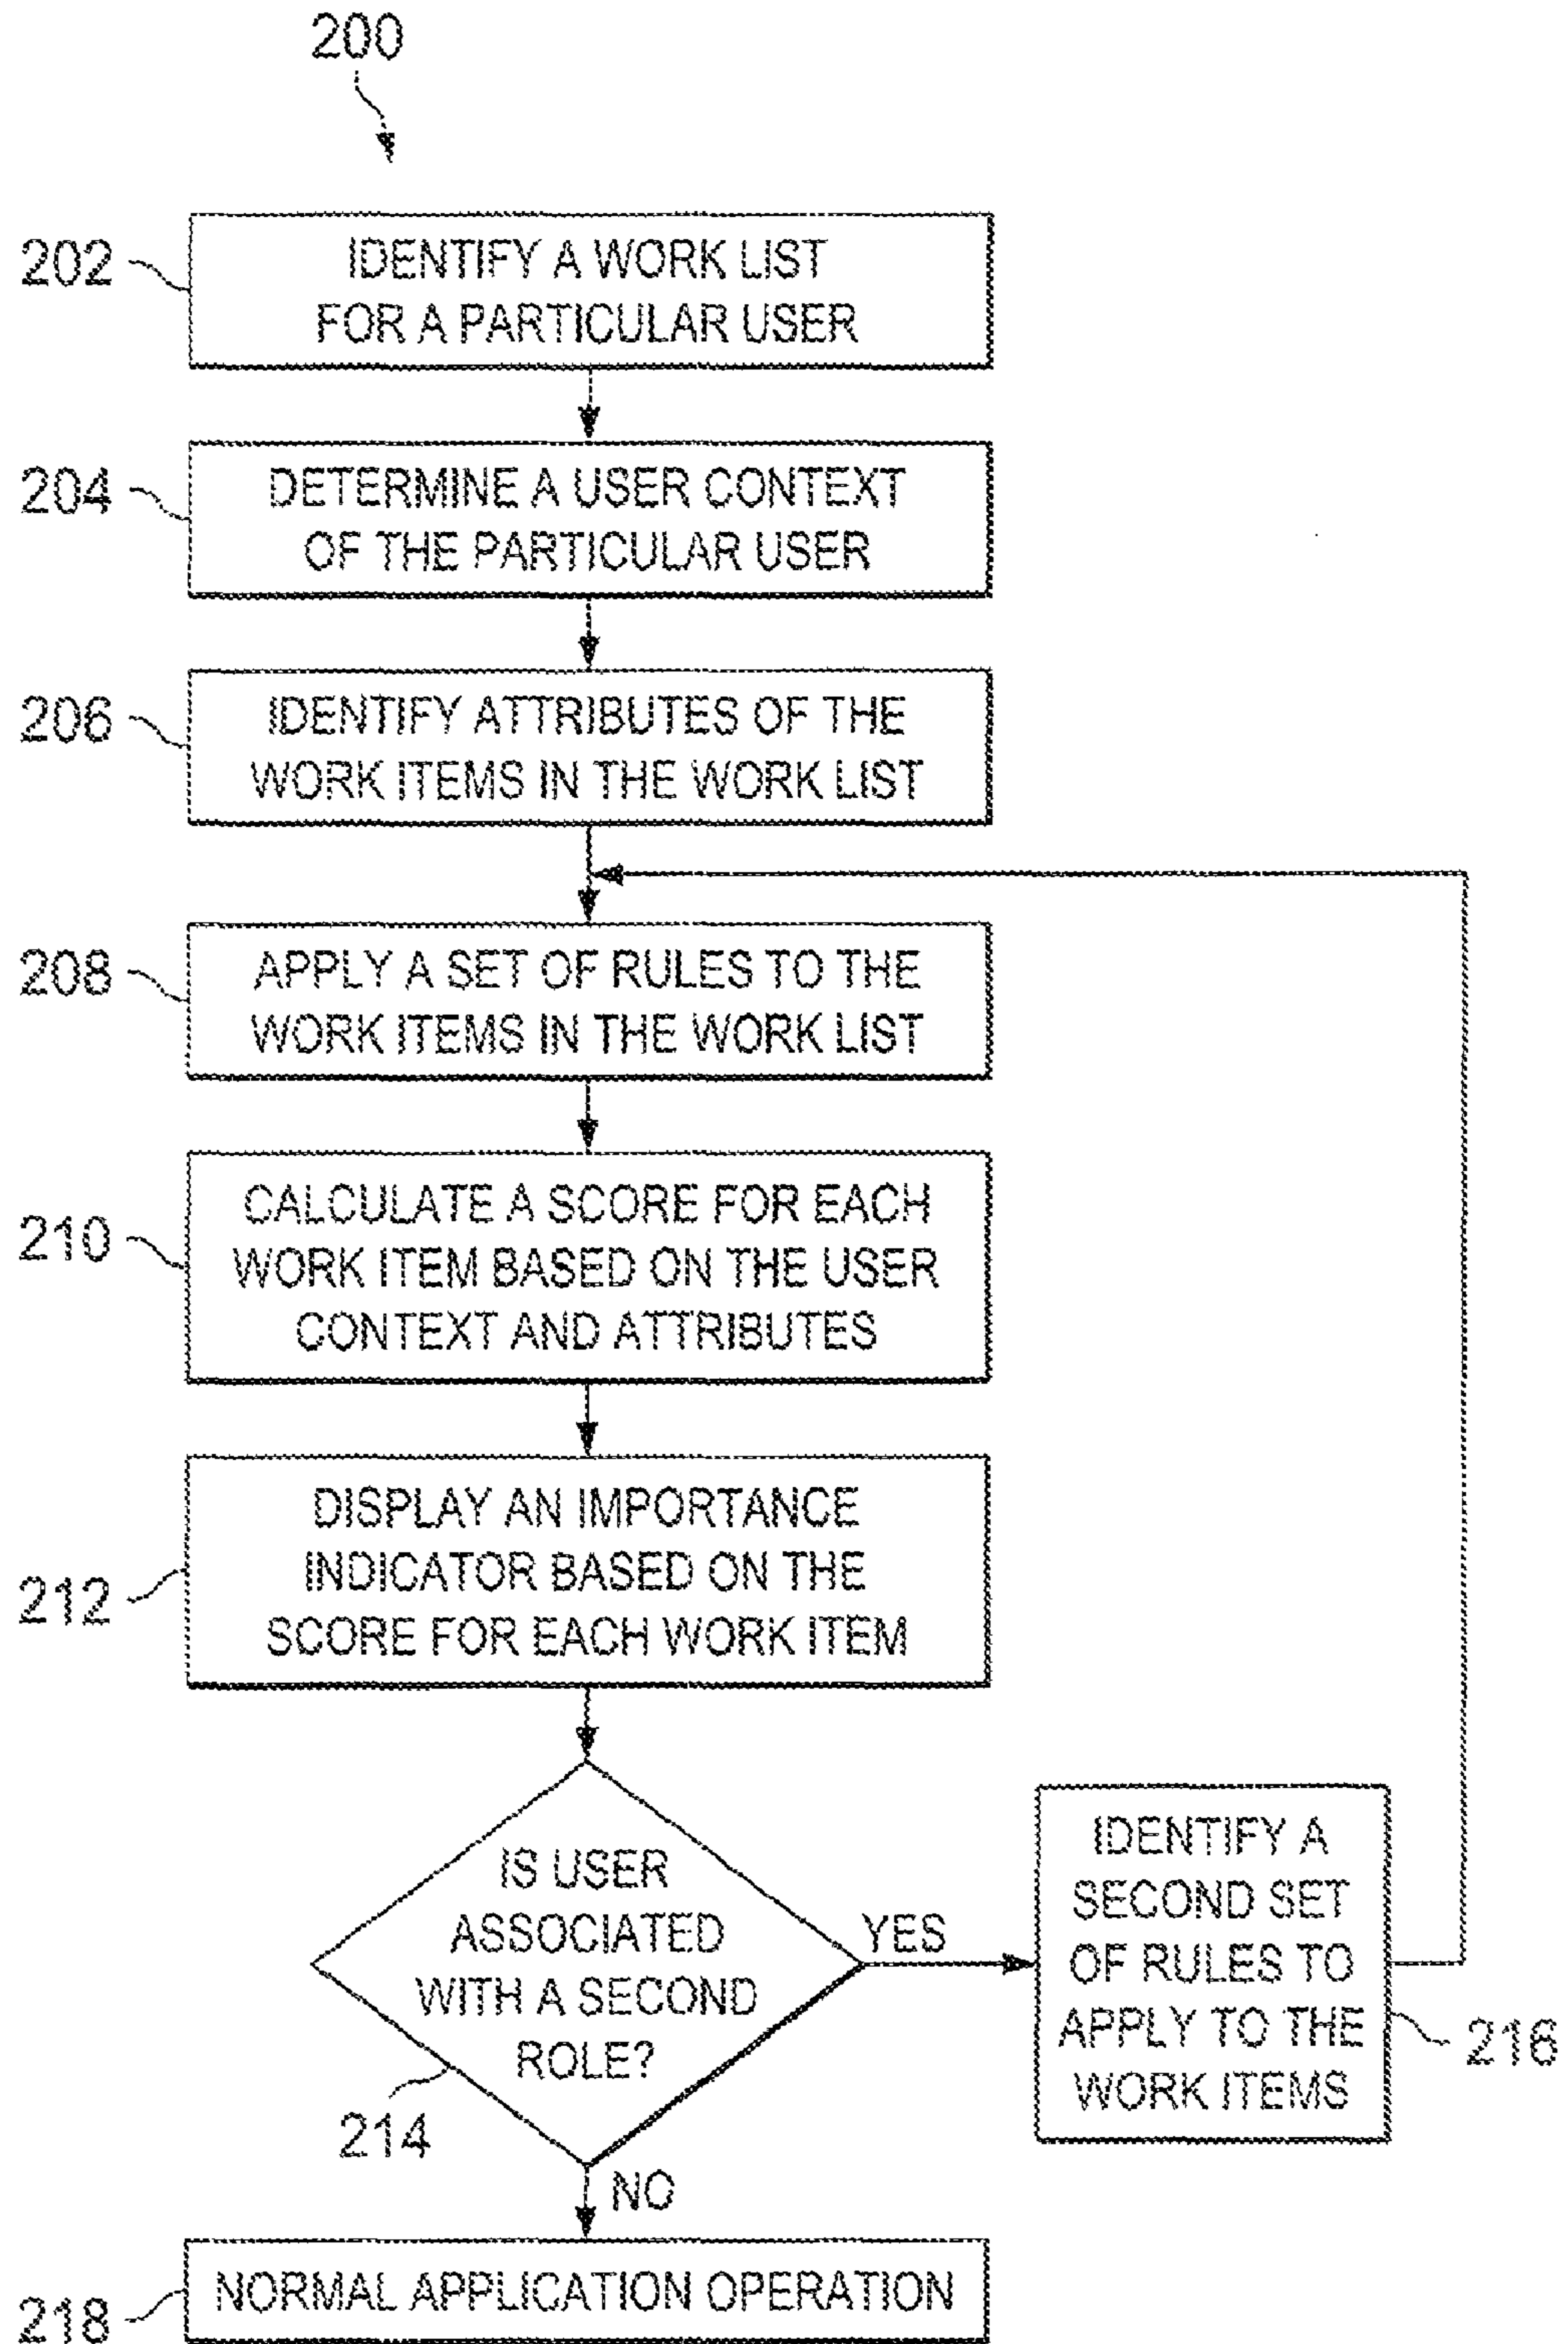 200
202
IDENTIFY A WORK LIST
FOR A PARTICULAR USER
204
DETERMINE A USER CONTEXT
OF THE PARTICULAR USER
206
IDENTIFY ATTRIBUTES OF THE
WORK ITEMS IN THE WORK LIST
208
APPLY A SET OF RULES TO THE
WORK ITEMS IN THE WORK LIST
210
CALCULATE A SCORE FOR EACH
WORK ITEM BASED ON THE USER
CONTEXT AND ATTRIBUTES
212
DISPLAY AN IMPORTANCE
INDICATOR BASED ON THE
SCORE FOR EACH WORK ITEM
IS USER
ASSOCIATED
WITH A SECOND
ROLE?
214
YES
IDENTIFY A
SECOND SET
OF RULES TO
APPLY TO THE
WORK ITEMS
216
NO
218
NORMAL APPLICATION OPERATION